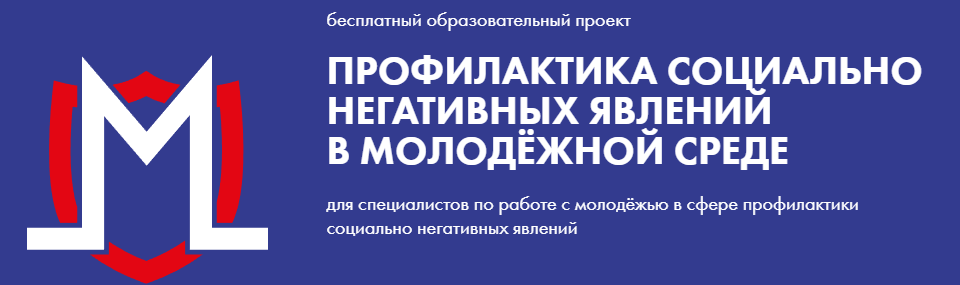 бесплатный образовательный проект
ПРОФИЛАКТИКА СОЦИАЛЬНО
НЕГАТИВНЫХ ЯВЛЕНИЙ
В МОЛОДЁЖНОЙ СРЕДЕ
для специалистов по работе с молодёжью в сфере профилактики
социально негативных явлений